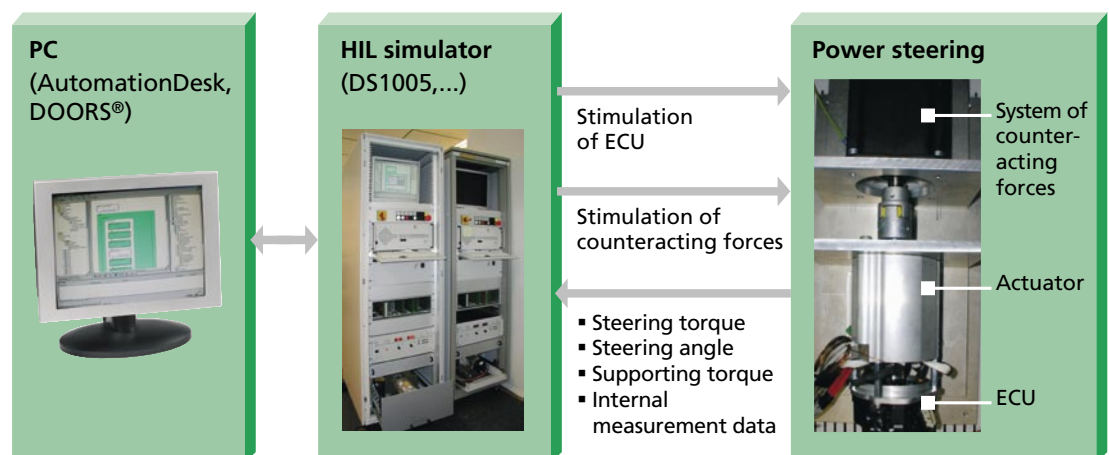 PC
(AutomationDesk,
DOORS®)
HIL simulator
(DS1005,...)
Stimulation
of ECU
Stimulation of
counteracting forces
▪ Steering torque
▪ Steering angle
▪ Supporting torque
▪ Internal
measurement data
Power steering
System of
counter-
acting
forces
Actuator
ECU